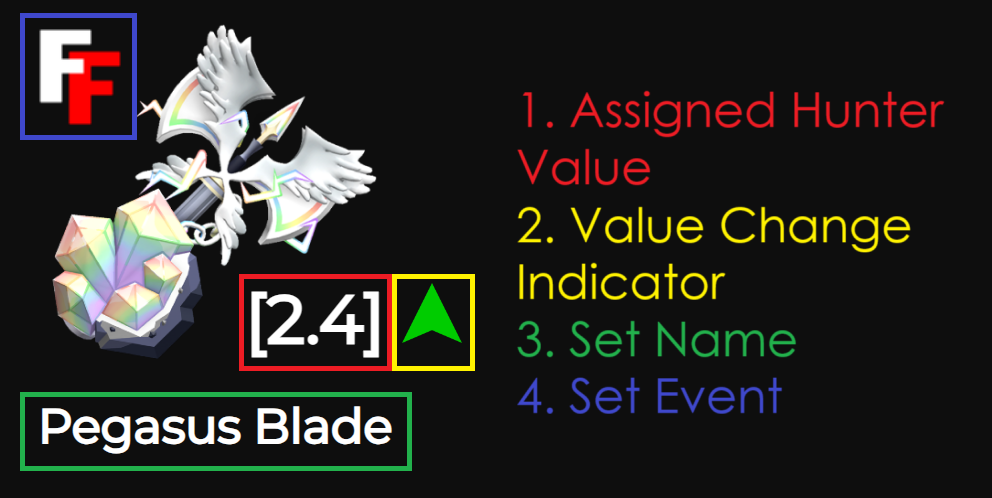 FF
1. Assigned Hunter
Value
2. Value Change
Indicator
3. Set Name
4. Set Event
[2.4]
Pegasus Blade